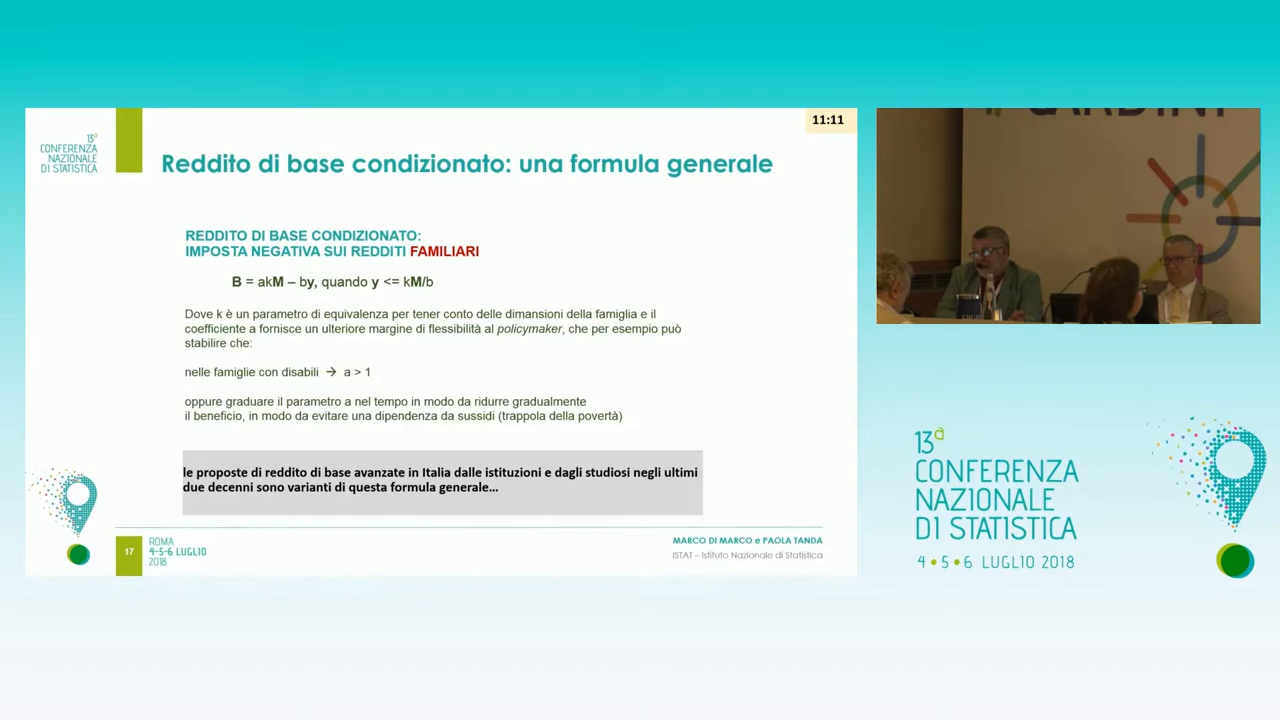 13ª
CONFERENZA
NAZIONALE
DI STATISTICA
11:11
Reddito di base condizionato: una formula generale
REDDITO DI BASE CONDIZIONATO:
IMPOSTA NEGATIVA SUI REDDITI FAMILIARI
B = akM – by, quando y <= kM/b
Dove k è un parametro di equivalenza per tener conto delle dimansioni della famiglia e il
coefficiente a fornisce un ulteriore margine di flessibilità al policymaker, che per esempio può
stabilire che:
nelle famiglie con disabili → a > 1
oppure graduare il parametro a nel tempo in modo da ridurre gradualmente
il beneficio, in modo da evitare una dipendenza da sussidi (trappola della povertà)
le proposte di reddito di base avanzate in Italia dalle istituzioni e dagli studiosi negli ultimi
due decenni sono varianti di questa formula generale...
17
ROMA
4-5-6 LUGLIO
2018
MARCO DI MARCO e PAOLA TANDA
ISTAT – Istituto Nazionale di Statistica
13ª
CONFERENZA
NAZIONALE
DI STATISTICA
4 • 5 • 6 LUGLIO 2018